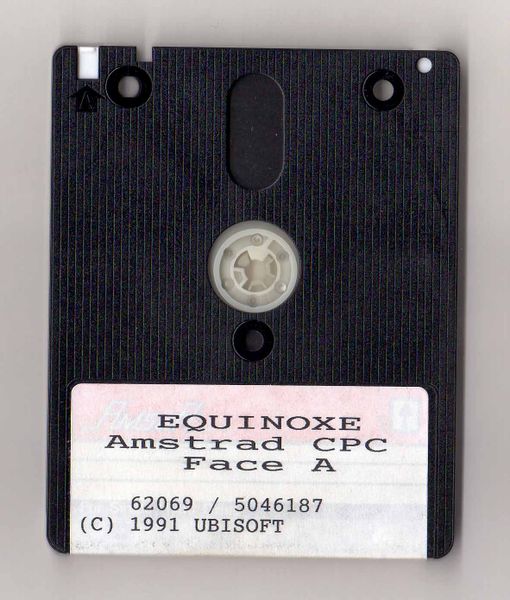 A
EQUINOXE
Amstrad CPC
Face A
62069 / 5046187
(C) 1991 UBISOFT